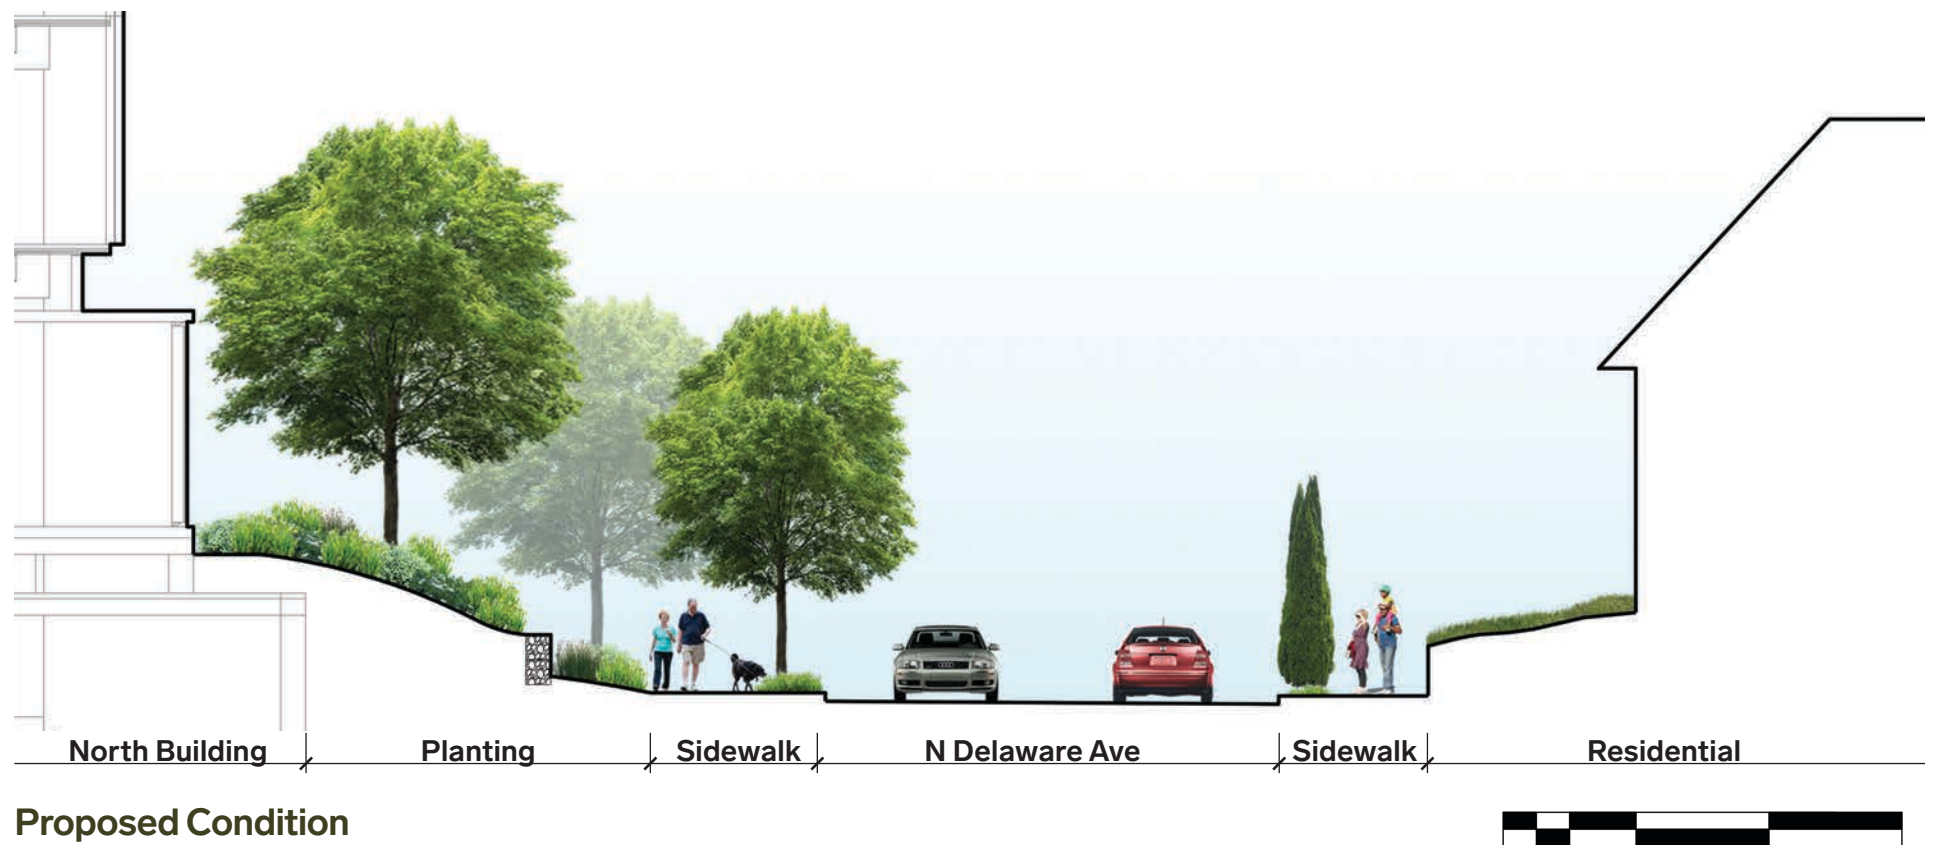 North Building Planting Sidewalk N Delaware Ave Sidewalk Residential
Proposed Condition